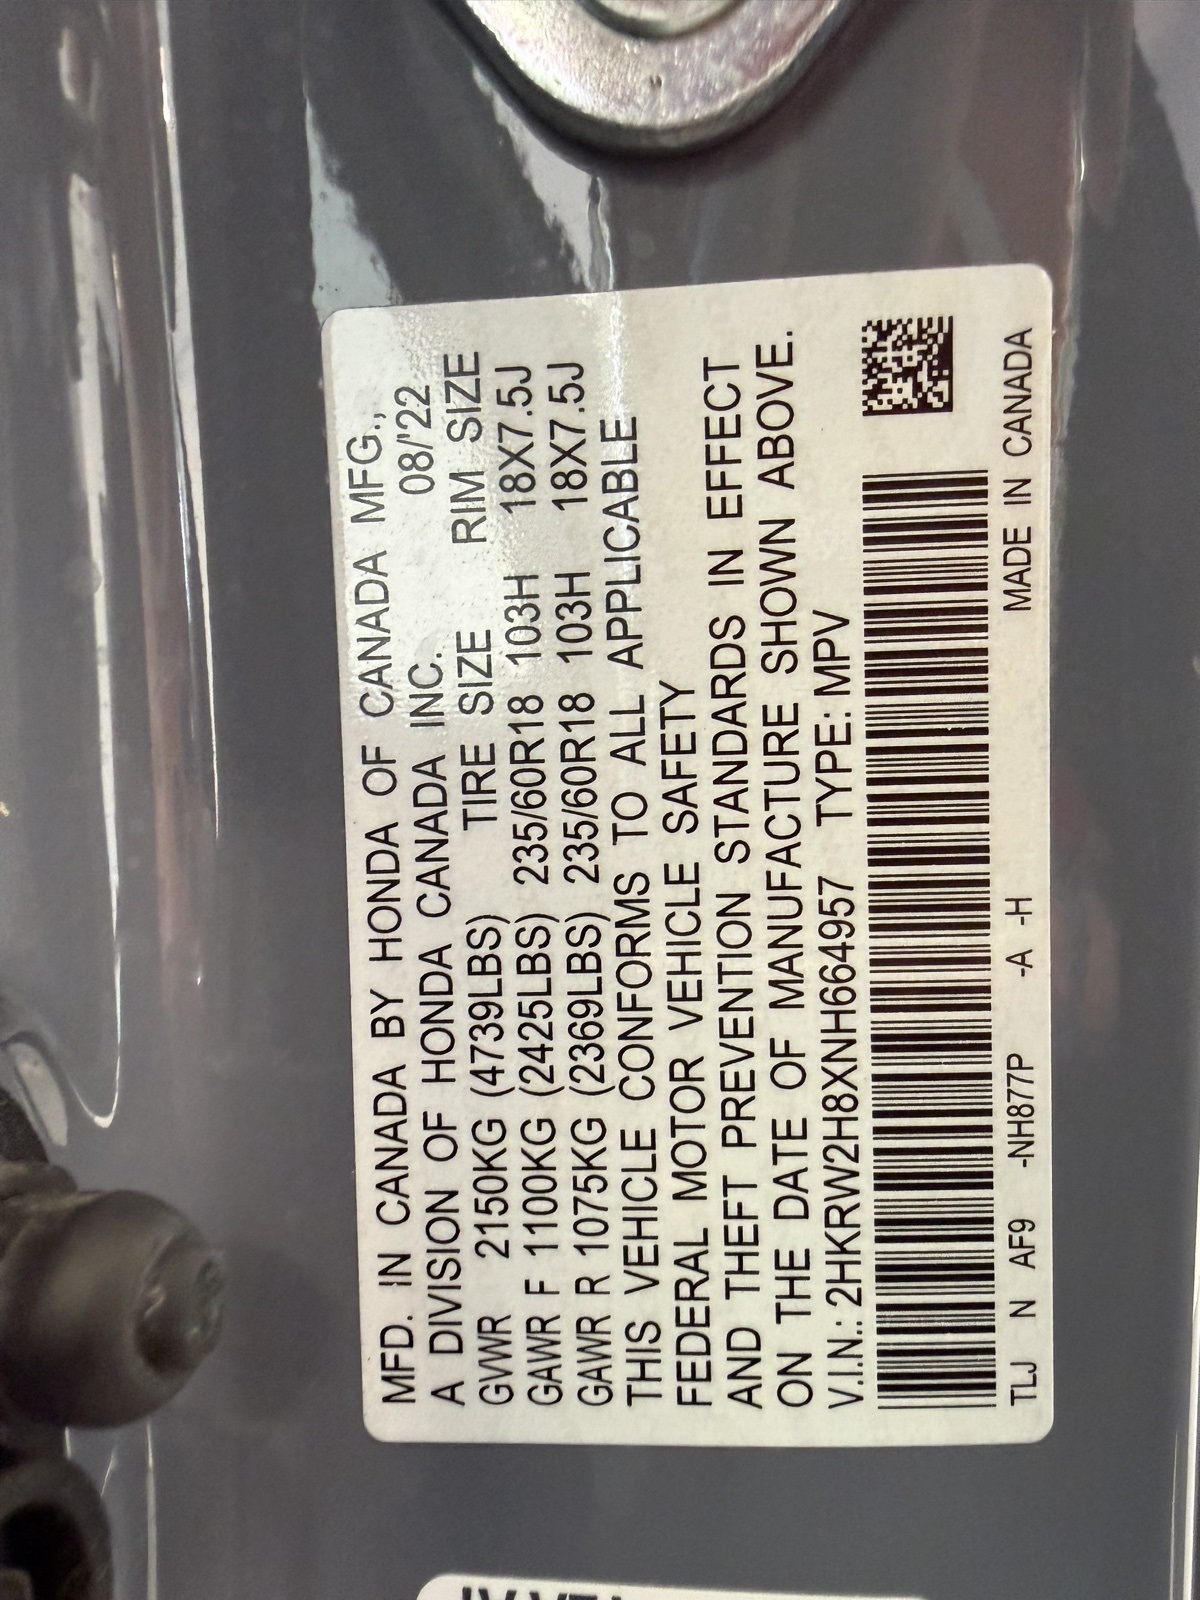 MFD. IN CANADA BY HONDA OF CANADA MFG.,
A DIVISION OF HONDA CANADA INC. 08/'22
TIRE SIZE RIM SIZE
GVWR 2150KG (4739LBS)
GAWR F 1100KG (2425LBS) 235/60R18 103H 18X7.5J
GAWR R 1075KG (2369LBS) 235/60R18 103H 18X7.5J
THIS VEHICLE CONFORMS TO ALL APPLICABLE
FEDERAL MOTOR VEHICLE SAFETY
AND THEFT PREVENTION STANDARDS IN EFFECT
ON THE DATE OF MANUFACTURE SHOWN ABOVE.
V.I.N.: 2HKRW2H8XNH664957 TYPE: MPV
TLJ N AF9 -NH877P -A -H MADE IN CANADA